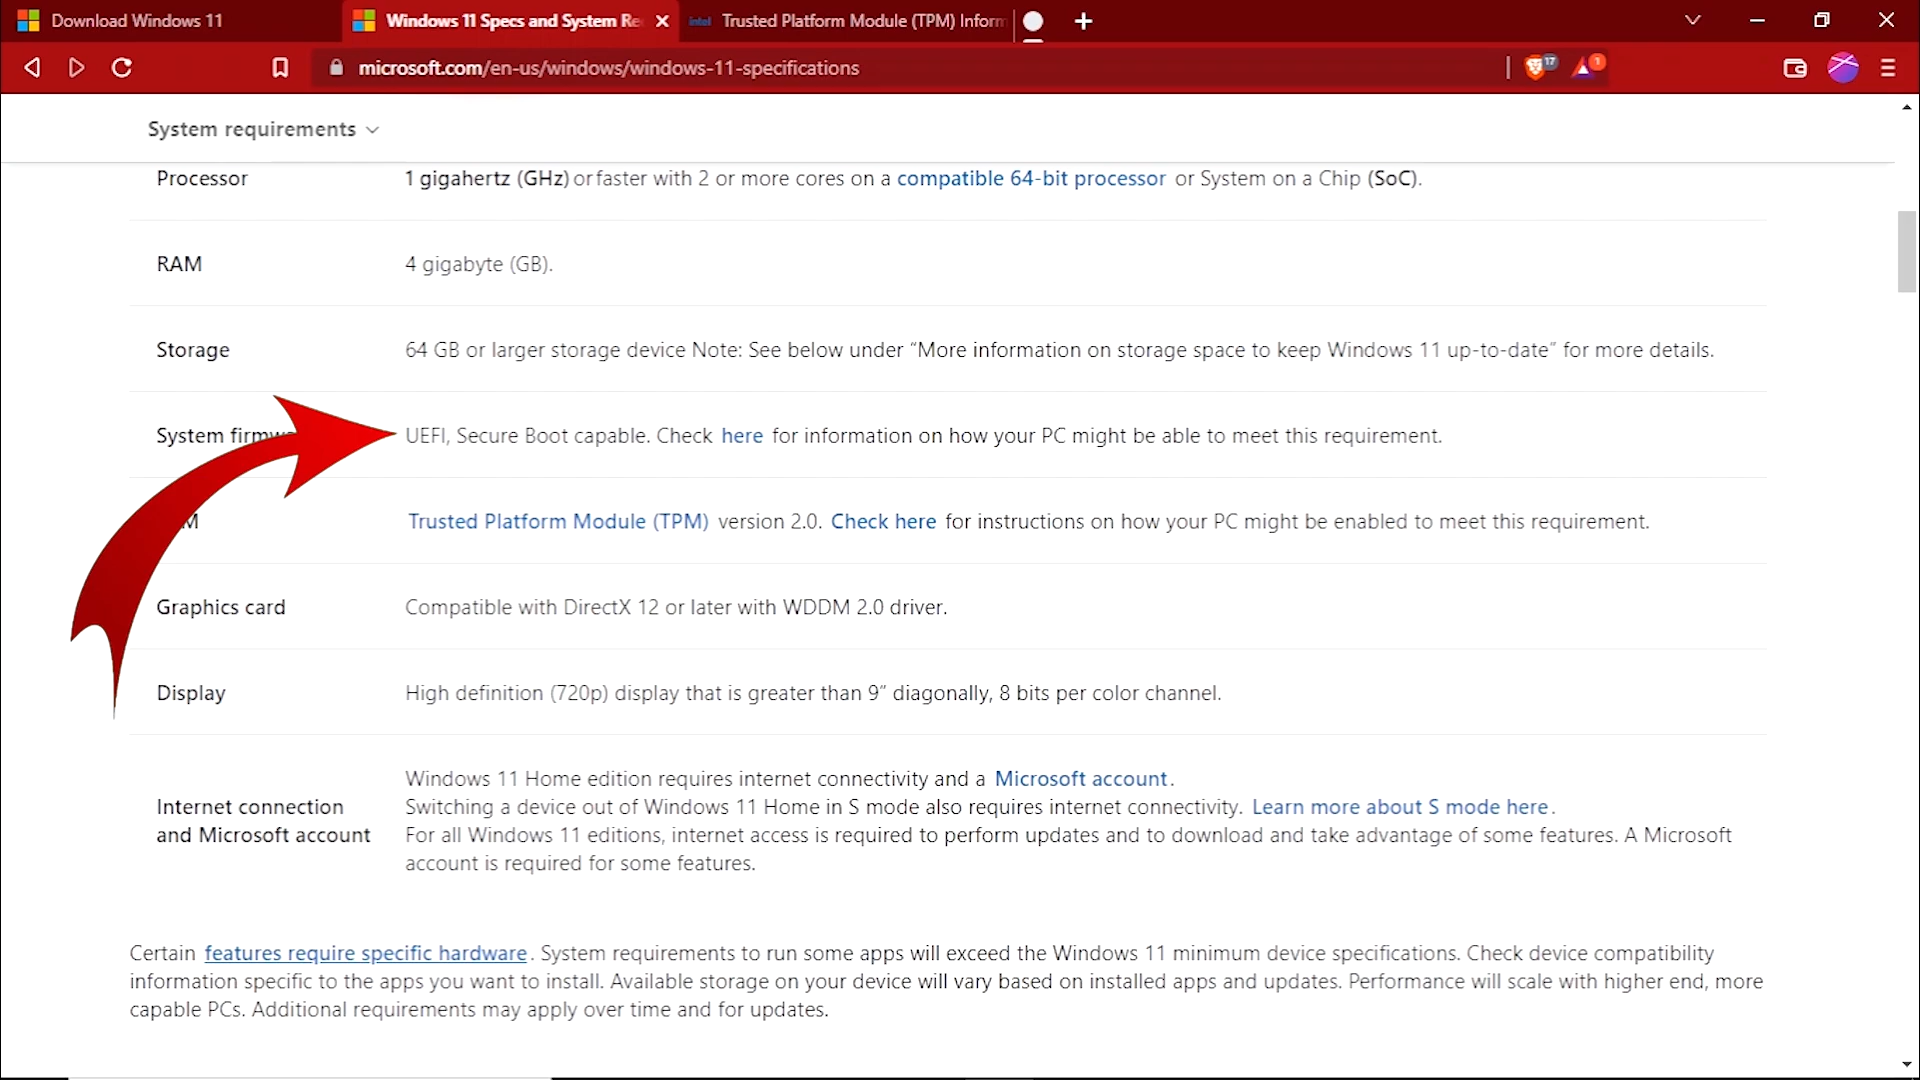 Download Windows 11
Windows 11 Specs and System Re
intel Trusted Platform Module (TPM) Inform
microsoft.com/en-us/windows/windows-11-specifications
17
1
System requirements
Processor 1 gigahertz (GHz) or faster with 2 or more cores on a compatible 64-bit processor or System on a Chip (SoC).
RAM 4 gigabyte (GB).
Storage 64 GB or larger storage device Note: See below under “More information on storage space to keep Windows 11 up-to-date” for more details.
System firmw UEFI, Secure Boot capable. Check here for information on how your PC might be able to meet this requirement.
M Trusted Platform Module (TPM) version 2.0. Check here for instructions on how your PC might be enabled to meet this requirement.
Graphics card Compatible with DirectX 12 or later with WDDM 2.0 driver.
Display High definition (720p) display that is greater than 9” diagonally, 8 bits per color channel.
Internet connection
and Microsoft account
Windows 11 Home edition requires internet connectivity and a Microsoft account.
Switching a device out of Windows 11 Home in S mode also requires internet connectivity. Learn more about S mode here.
For all Windows 11 editions, internet access is required to perform updates and to download and take advantage of some features. A Microsoft
account is required for some features.
Certain features require specific hardware. System requirements to run some apps will exceed the Windows 11 minimum device specifications. Check device compatibility
information specific to the apps you want to install. Available storage on your device will vary based on installed apps and updates. Performance will scale with higher end, more
capable PCs. Additional requirements may apply over time and for updates.